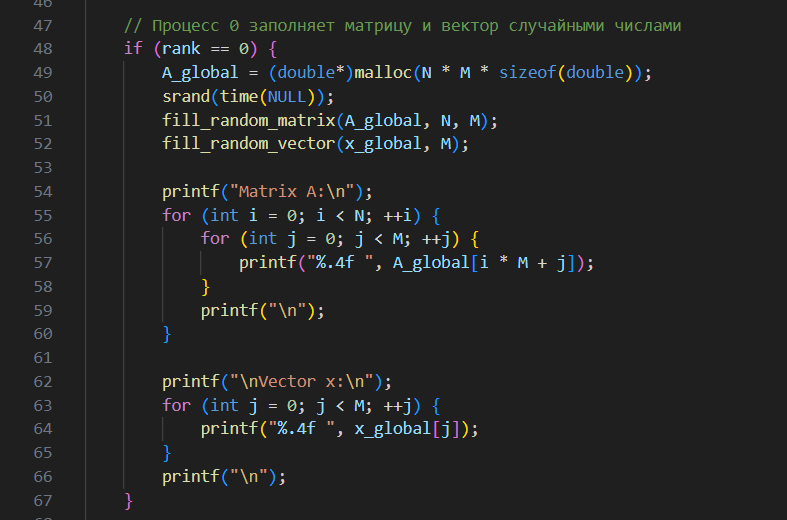 46
47 // Процесс 0 заполняет матрицу и вектор случайными числами
48 if (rank == 0) {
49     A_global = (double*)malloc(N * M * sizeof(double));
50     srand(time(NULL));
51     fill_random_matrix(A_global, N, M);
52     fill_random_vector(x_global, M);
53
54     printf("Matrix A:\n");
55     for (int i = 0; i < N; ++i) {
56         for (int j = 0; j < M; ++j) {
57             printf("%.4f ", A_global[i * M + j]);
58         }
59         printf("\n");
60     }
61
62     printf("\nVector x:\n");
63     for (int j = 0; j < M; ++j) {
64         printf("%.4f ", x_global[j]);
65     }
66     printf("\n");
67 }